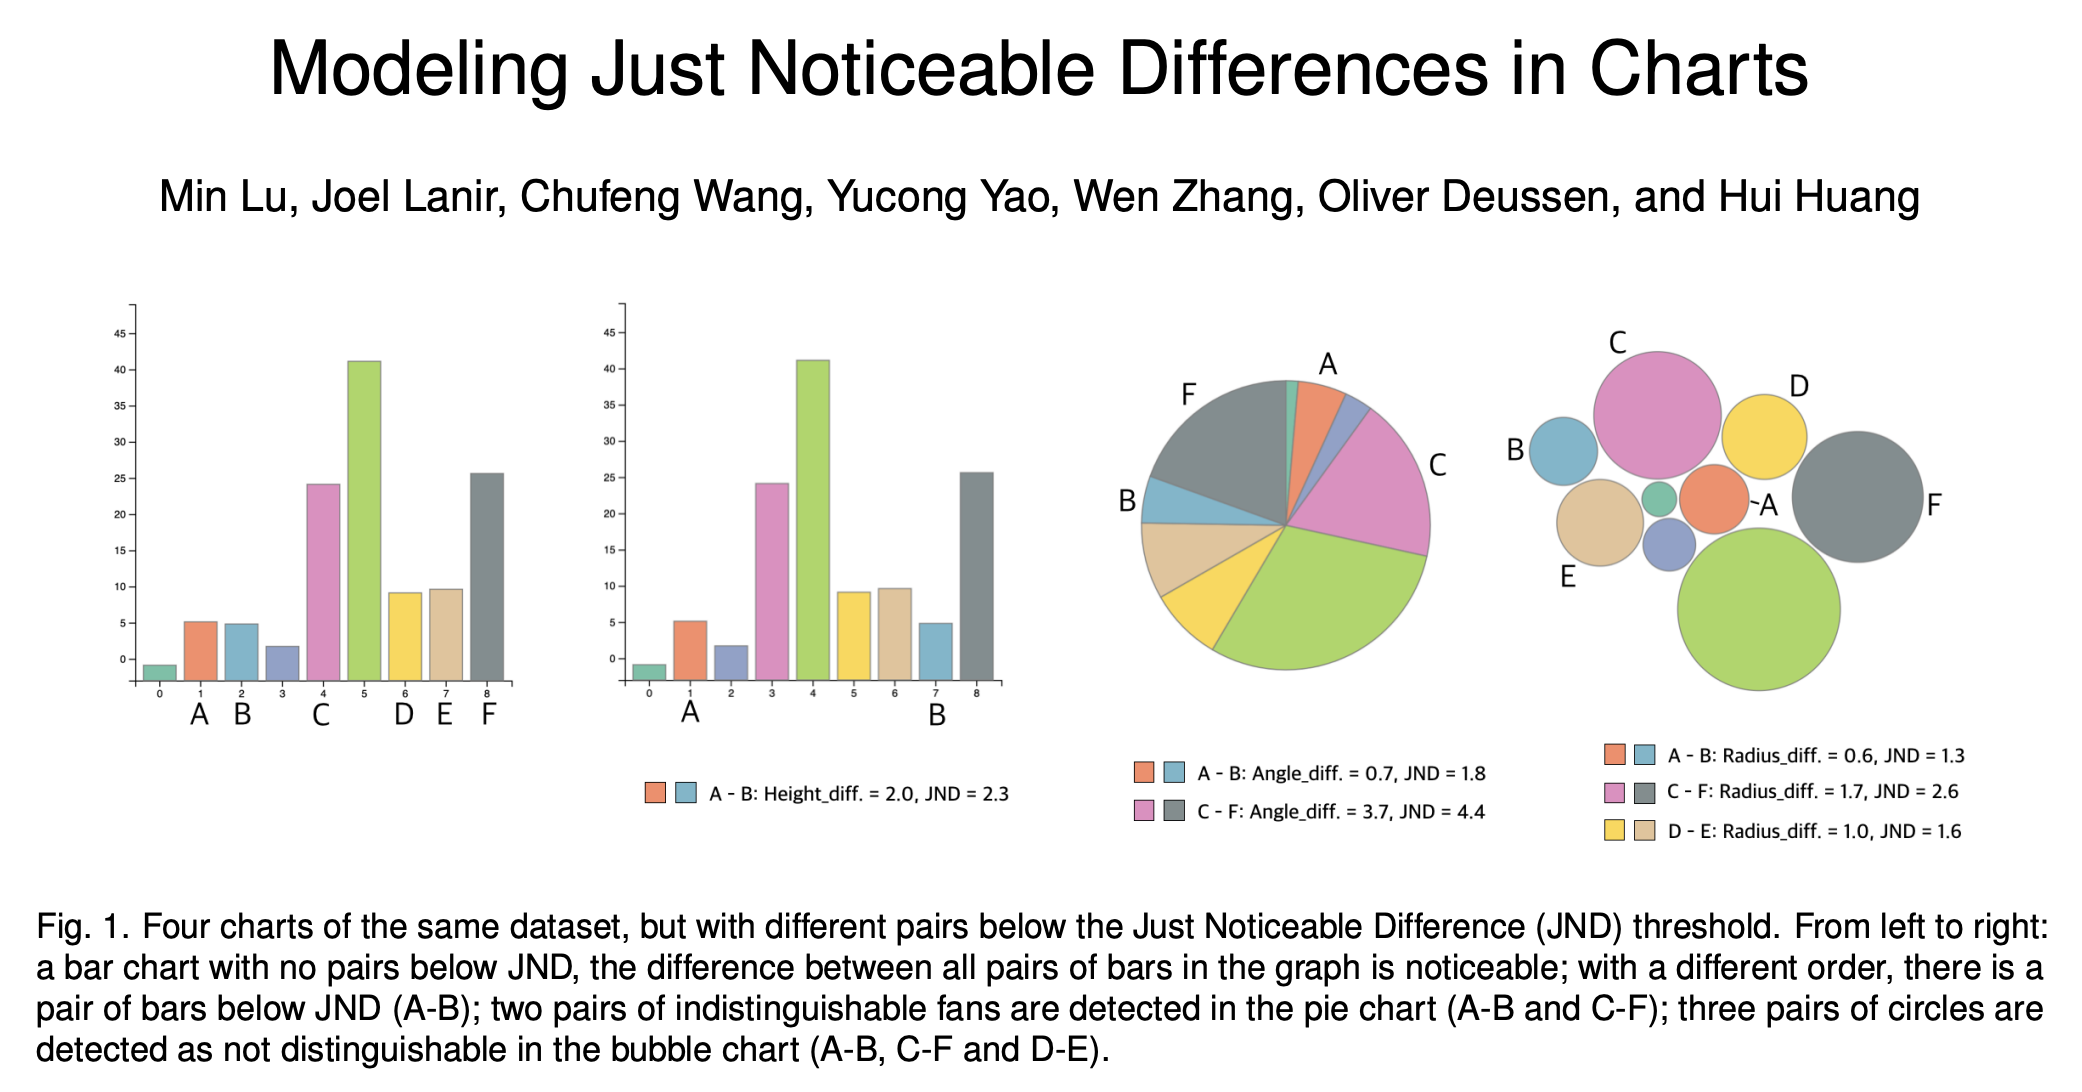 Modeling Just Noticeable Differences in Charts
Min Lu, Joel Lanir, Chufeng Wang, Yucong Yao, Wen Zhang, Oliver Deussen, and Hui Huang
45
40
35
30
25
20
15
10
5
0
0 1 2 3 4 5 6 7 8
A B C D E F
45
40
35
30
25
20
15
10
5
0
0 1 2 3 4 5 6 7 8
A B
A - B: Height_diff. = 2.0, JND = 2.3
A
F
C
B
A - B: Angle_diff. = 0.7, JND = 1.8
C - F: Angle_diff. = 3.7, JND = 4.4
C
D
B
A
F
E
A - B: Radius_diff. = 0.6, JND = 1.3
C - F: Radius_diff. = 1.7, JND = 2.6
D - E: Radius_diff. = 1.0, JND = 1.6
Fig. 1. Four charts of the same dataset, but with different pairs below the Just Noticeable Difference (JND) threshold. From left to right:
a bar chart with no pairs below JND, the difference between all pairs of bars in the graph is noticeable; with a different order, there is a
pair of bars below JND (A-B); two pairs of indistinguishable fans are detected in the pie chart (A-B and C-F); three pairs of circles are
detected as not distinguishable in the bubble chart (A-B, C-F and D-E).